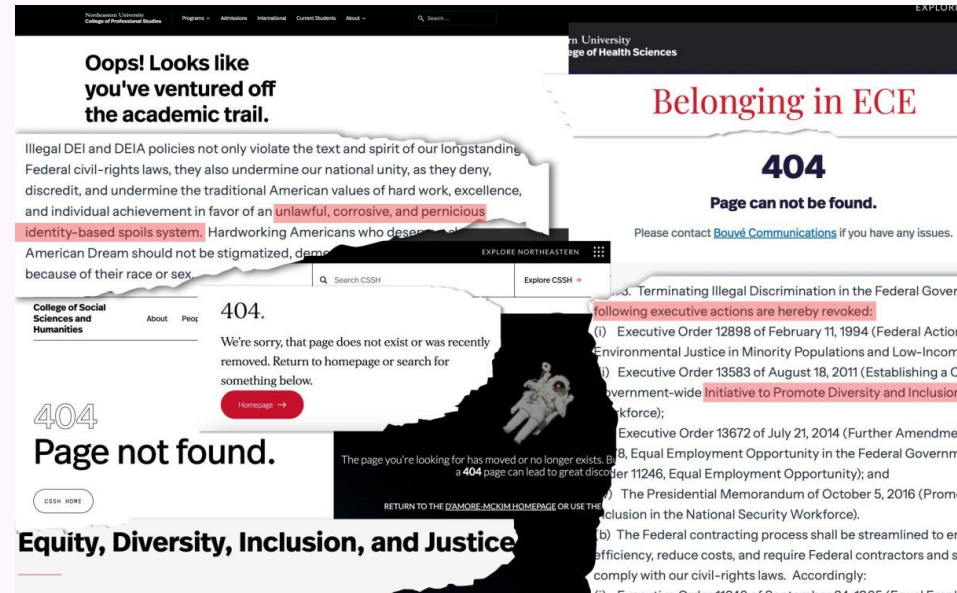 Northeastern University
College of Professional Studies
Programs
Admissions
International
Current Students
About
Search ...
Oops! Looks like
you've ventured off
the academic trail.
Illegal DEI and DEIA policies not only violate the text and spirit of our longstanding
Federal civil-rights laws, they also undermine our national unity, as they deny,
discredit, and undermine the traditional American values of hard work, excellence,
and individual achievement in favor of an unlawful, corrosive, and pernicious
identity-based spoils system. Hardworking Americans who
American Dream should not be stigmatized,
because of their race or sex
EXPLORE NORTHEASTERN
Search CSSH
Explore CSSH →
College of Social
Sciences and
Humanities
About
404.
We're sorry, that page does not exist or was recently
removed. Return to homepage or search for
something below.
Homepage →
404
Page not found.
CSSH HOME
The page you're looking for has moved or no longer exists.
a 404 page can lead to great
RETURN TO THE D'AMORE-MCKIM HOMEPAGE OR USE THE
Equity, Diversity, Inclusion, and Justice
EXPLORE
University
ege of Health Sciences
Belonging in ECE
404
Page can not be found.
Please contact Bouvé Communications if you have any issues.
Terminating Illegal Discrimination in the Federal Gover
following executive actions are hereby revoked:
(i) Executive Order 12898 of February 11, 1994 (Federal Action
Environmental Justice in Minority Populations and Low-Incom
Executive Order 13583 of August 18, 2011 (Establishing a C
overnment-wide Initiative to Promote Diversity and Inclusion
rkforce);
Executive Order 13672 of July 21, 2014 (Further Amendme
8, Equal Employment Opportunity in the Federal Governm
der 11246, Equal Employment Opportunity); and
The Presidential Memorandum of October 5, 2016 (Prom
clusion in the National Security Workforce).
(b) The Federal contracting process shall be streamlined to en
efficiency, reduce costs, and require Federal contractors and s
comply with our civil-rights laws. Accordingly: